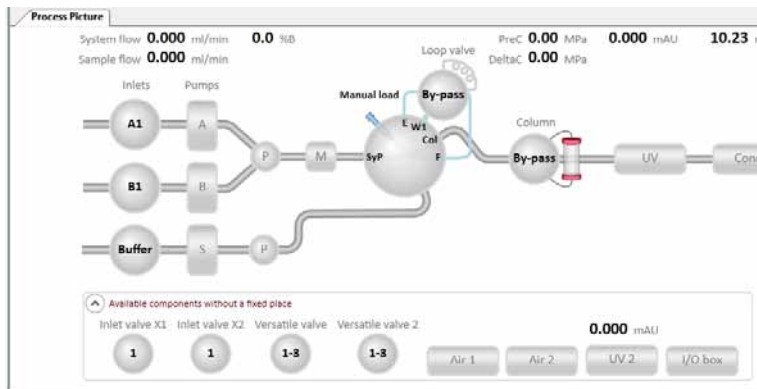 Process Picture
System flow 0.000 ml/min 0.0 %B PreC 0.00 MPa 0.000 mAU 10.23
Sample flow 0.000 ml/min DeltaC 0.00 MPa
Loop valve
Inlets Pumps
Manual load By-pass
Column
A1 A
L W1
Col
P M SyP F By-pass UV Con
B1 B
Buffer S P
Available components without a fixed place
Inlet valve X1 Inlet valve X2 Versatile valve Versatile valve 2 0.000 mAU
1 1 1-3 1-3 Air 1 Air 2 UV 2 I/O box